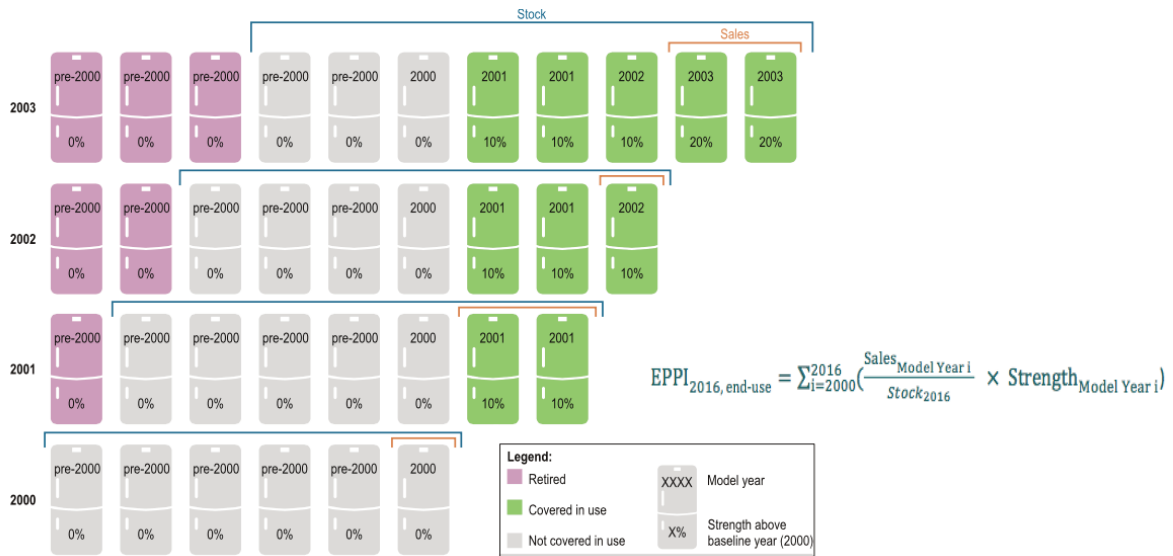 Stock
Sales
pre-2000 pre-2000 pre-2000 pre-2000 pre-2000 2000 2001 2001 2002 2003 2003
2003
0% 0% 0% 0% 0% 0% 10% 10% 10% 20% 20%
pre-2000 pre-2000 pre-2000 pre-2000 pre-2000 2000 2001 2001 2002
2002
0% 0% 0% 0% 0% 0% 10% 10% 10%
pre-2000 pre-2000 pre-2000 pre-2000 pre-2000 2000 2001 2001
2001
0% 0% 0% 0% 0% 0% 10% 10%
EPPI2016, end-use = ∑i=2000 2016 (Sales Model Year i / Stock2016 × Strength Model Year i)
pre-2000 pre-2000 pre-2000 pre-2000 pre-2000 2000
2000
0% 0% 0% 0% 0% 0%
Legend:
Retired
Covered in use
Not covered in use
XXXX Model year
X% Strength above
baseline year (2000)